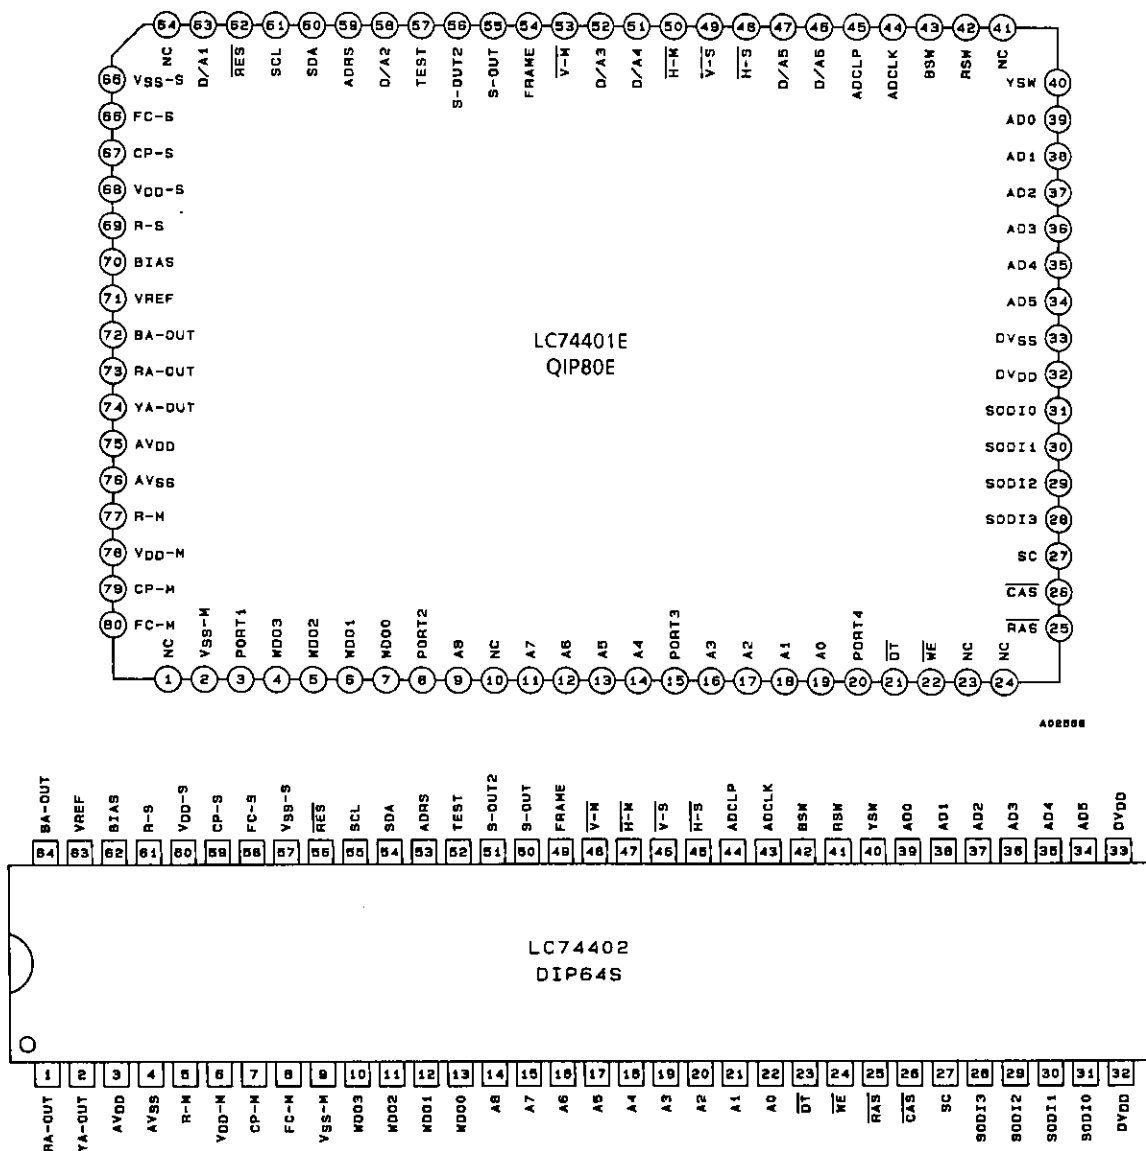 64 63 62 61 60 59 58 57 56 55 54 53 52 51 50 49 48 47 46 45 44 43 42 41
NC D/A1 RES SCL SDA ADRS D/A2 TEST S-OUT2 S-OUT FRAME V-M D/A3 D/A4 H-M V-S H-S D/A5 D/A6 ADCLP ADCLK BSW RSW NC
65 VSS-S
66 FC-S
67 CP-S
68 VDD-S
69 R-S
70 BIAS
71 VREF
72 BA-OUT
73 RA-OUT
74 YA-OUT
75 AVDD
76 AVSS
77 R-M
78 VDD-M
79 CP-M
80 FC-M
LC74401E
QIP80E
YSW 40
AD0 39
AD1 38
AD2 37
AD3 36
AD4 35
AD5 34
DVSS 33
DVDD 32
SODI0 31
SODI1 30
SODI2 29
SODI3 28
SC 27
CAS 26
RAS 25
NC VSS-M PORT1 WDO3 WDO2 WDO1 WDO0 PORT2 A8 NC A7 A6 A5 A4 PORT3 A3 A2 A1 A0 PORT4 DT WE NC NC
1 2 3 4 5 6 7 8 9 10 11 12 13 14 15 16 17 18 19 20 21 22 23 24
BA-OUT VREF BIAS R-S VDD-S CP-S FC-S VSS-S RES SCL SDA ADRS TEST S-OUT2 S-OUT FRAME V-M H-M V-S H-S ADCLP ADCLK BSW RSW YSW AD0 AD1 AD2 AD3 AD4 AD5 DVDD
64 63 62 61 60 59 58 57 56 55 54 53 52 51 50 49 48 47 46 45 44 43 42 41 40 39 38 37 36 35 34 33
LC74402
DIP64S
1 2 3 4 5 6 7 8 9 10 11 12 13 14 15 16 17 18 19 20 21 22 23 24 25 26 27 28 29 30 31 32
RA-OUT YA-OUT AVDD AVSS R-M VDD-M CP-M FC-M VSS-M WDO3 WDO2 WDO1 WDO0 A8 A7 A6 A5 A4 A3 A2 A1 A0 DT WE RAS CAS SC SODI3 SODI2 SODI1 SODI0 DVDD